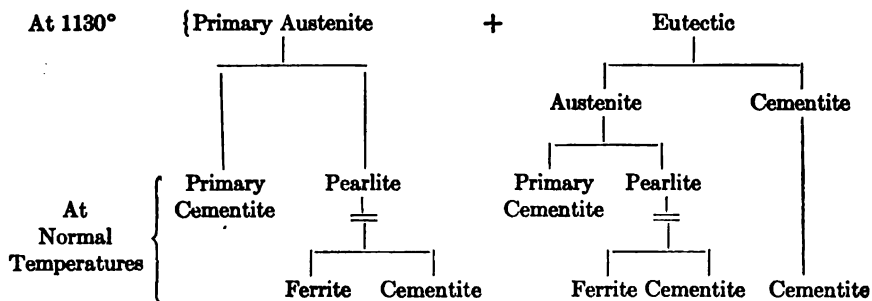 At 1130° {Primary Austenite + Eutectic
Austenite Cementite
Primary Cementite Pearlite Primary Cementite Pearlite
At Normal Temperatures
Ferrite Cementite Ferrite Cementite Cementite